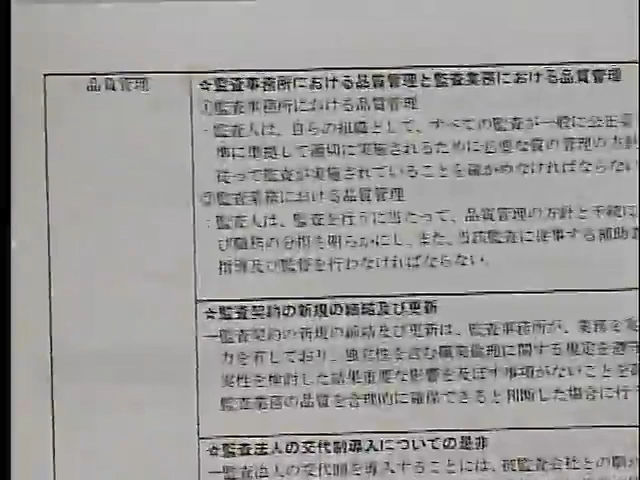 品質管理
☆監査事務所における品質管理と監査業務における品質管理
①監査事務所における品質管理
・監査人は、自らの組織として、すべての監査が一般に公正
準に準拠して適切に実施されるために必要な質の管理の方針
従って監査が実施されていることを確かめなければならない
②監査業務における品質管理
・監査人は、監査を行うに当たって、品質管理の方針と手続に
び職務の分担を明らかにし、また、当該監査に従事する補助
指導及び監督を行わなければならない。
☆監査契約の新規の締結及び更新
―監査契約の新規の締結及び更新は、監査事務所が、業務を
力を有しており、独立性を含む職業倫理に関する規定を遵守
実性を検討した結果重要な影響を及ぼす事項がないことを
監査業務の品質を合理的に確保できると判断した場合に行
☆監査法人の交代制導入についての是非
―監査法人の交代制を導入することには、被監査会社との